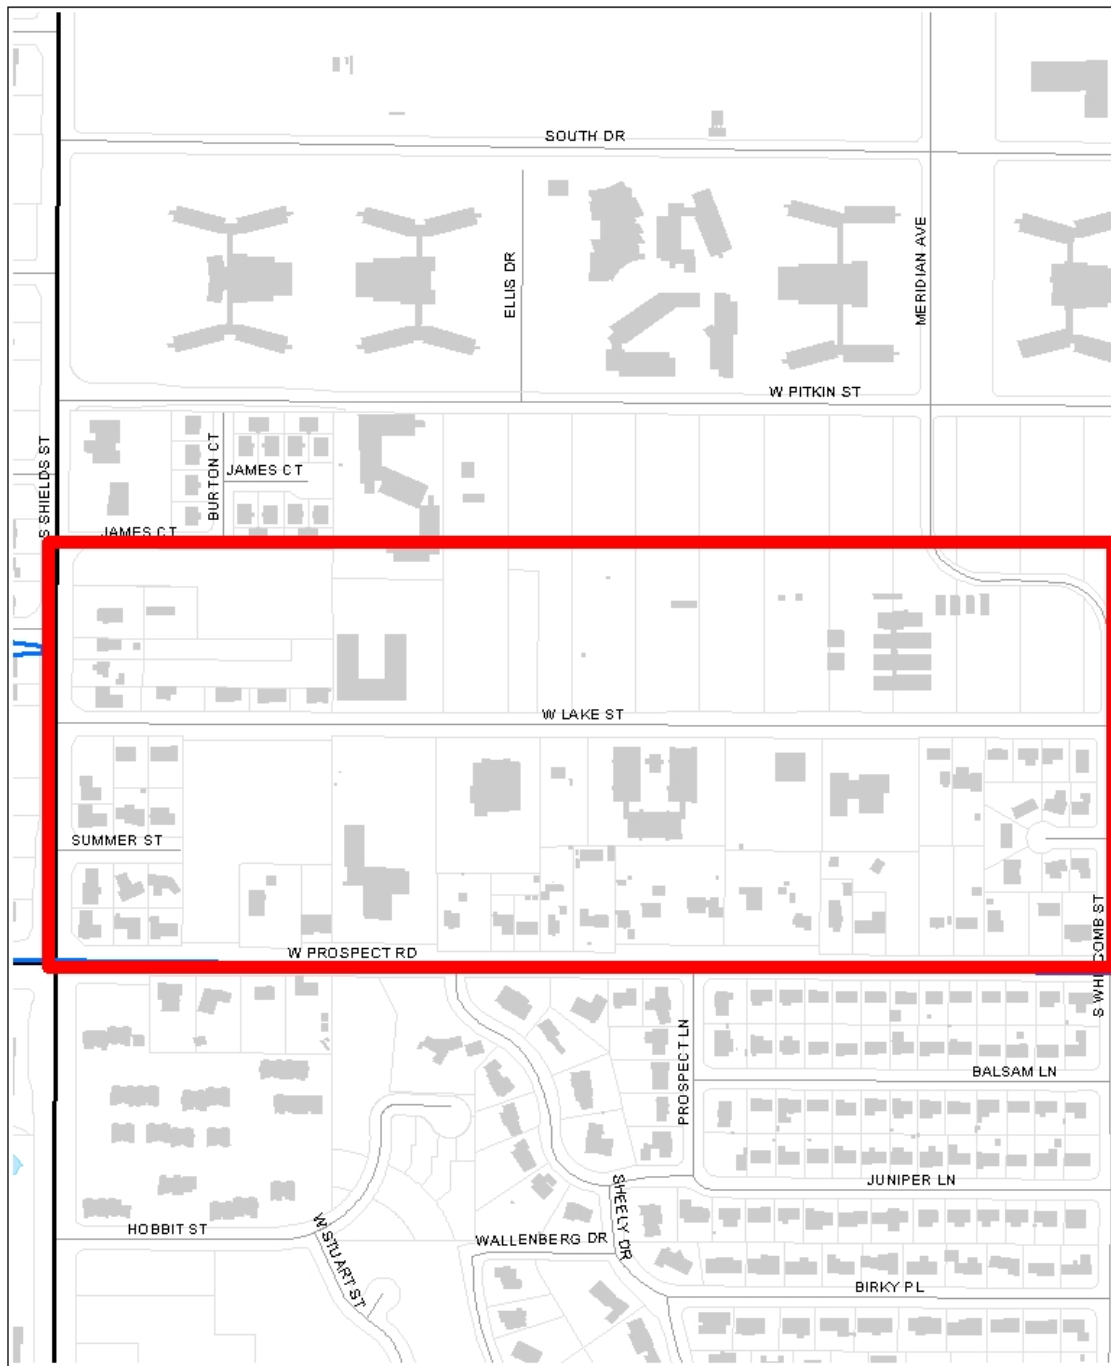 SOUTH DR
ELLIS DR
MERIDIAN AVE
W PITKIN ST
S SHIELDS ST
BURTON CT
JAMES CT
JAMES CT
W LAKE ST
SUMMER ST
W PROSPECT RD
S WHITCOMB ST
PROSPECT LN
BALSAM LN
JUNIPER LN
SHEELY DR
HOBBIT ST
W STUART ST
WALLENBERG DR
BIRKY PL